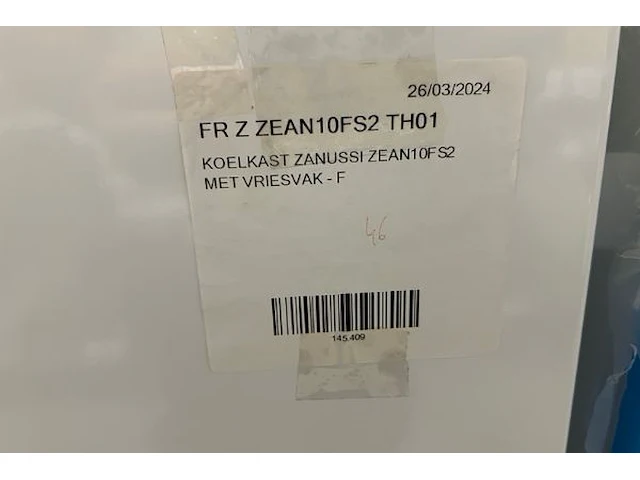 26/03/2024
FR Z ZEAN10FS2 TH01
KOELKAST ZANUSSI ZEAN10FS2
MET VRIESVAK - F
46
145.409